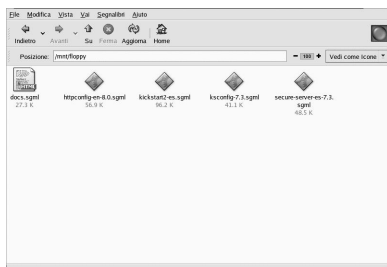 File Modifica Vista Vai Segnalibri Aiuto
Indietro Avanti Su Ferma Aggiorna Home
Posizione: /mnt/floppy 100 Vedi come Icone
docs.sgml httpconfig-en-8.0.sgml kickstart2-es.sgml ksconfig-7.3.sgml secure-server-es-7.3.
sgml
27.3 K 56.9 K 96.2 K 41.1 K
48.5 K